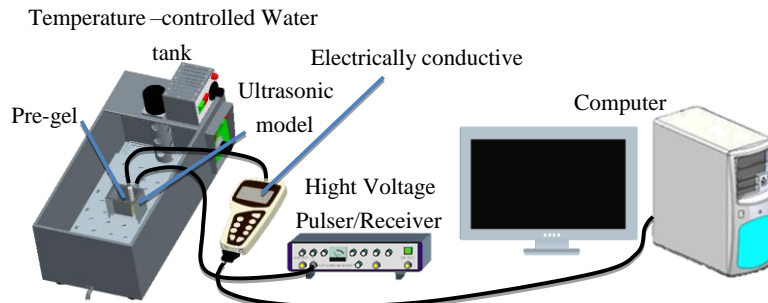 Temperature –controlled Water
tank
Electrically conductive
Ultrasonic
model
Pre-gel
Computer
Hight Voltage
Pulser/Receiver